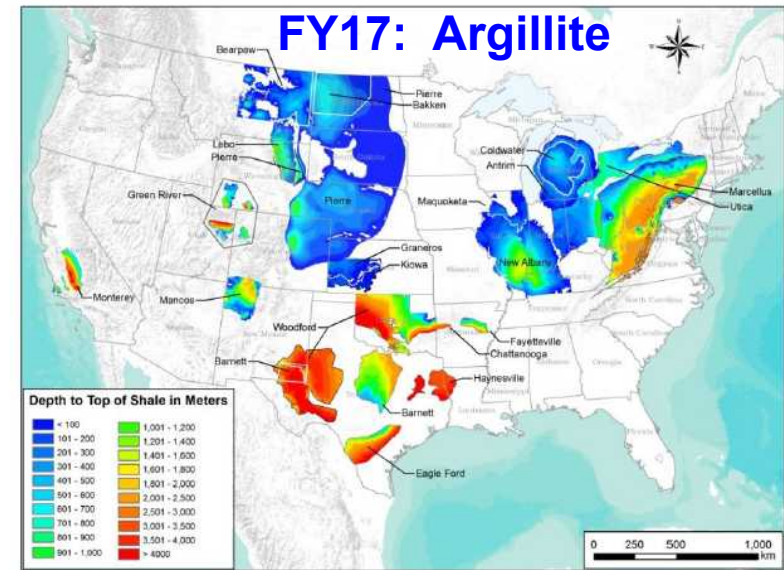 FY17: Argillite
Bearpaw
Pierre
Bakken
Lebo
Pierre
Green River
Pierre
Coldwater
Antrim
Maquoketa
Marcellus
Utica
Graneros
Kiowa
New Albany
Monterey
Mancos
Woodford
Fayetteville
Chattanooga
Barnett
Haynesville
Barnett
Eagle Ford
Depth to Top of Shale in Meters
< 100
101 - 200
201 - 300
301 - 400
401 - 500
501 - 600
601 - 700
701 - 800
801 - 900
901 - 1,000
1,001 - 1,200
1,201 - 1,400
1,401 - 1,600
1,601 - 1,800
1,801 - 2,000
2,001 - 2,500
2,501 - 3,000
3,001 - 3,500
3,501 - 4,000
> 4000
0 250 500 1,000
km